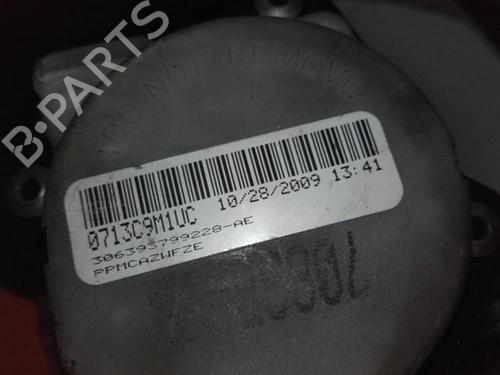 B-PARTS
DO NOT REMOVE
0713C9M1UC 10/28/2009 13:41
306393799228-AE
PPMCAZWFZE